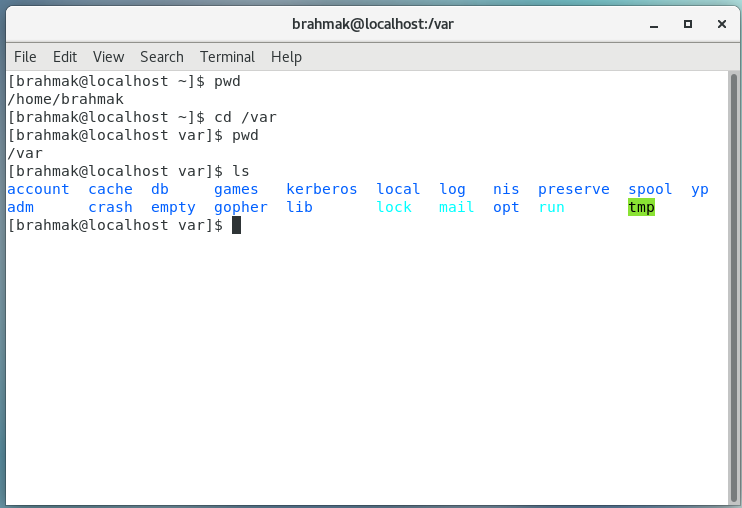 brahmak@localhost:/var
File Edit View Search Terminal Help
[brahmak@localhost ~]$ pwd
/home/brahmak
[brahmak@localhost ~]$ cd /var
[brahmak@localhost var]$ pwd
/var
[brahmak@localhost var]$ ls
account  cache  db     games   kerberos  local  log   nis  preserve  spool  yp
adm      crash  empty  gopher  lib       lock   mail  opt  run       tmp
[brahmak@localhost var]$